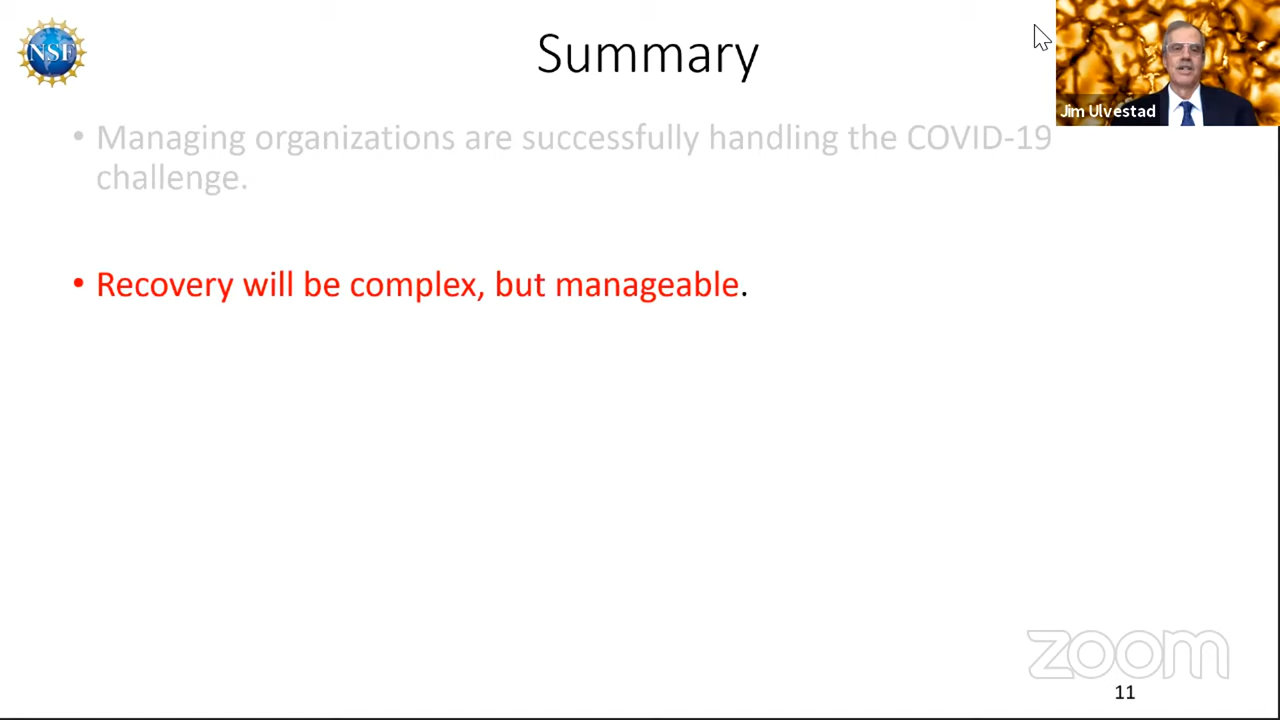 NSF
Summary
Jim Ulvestad
• Managing organizations are successfully handling the COVID-19
challenge.
• Recovery will be complex, but manageable.
zoom
11